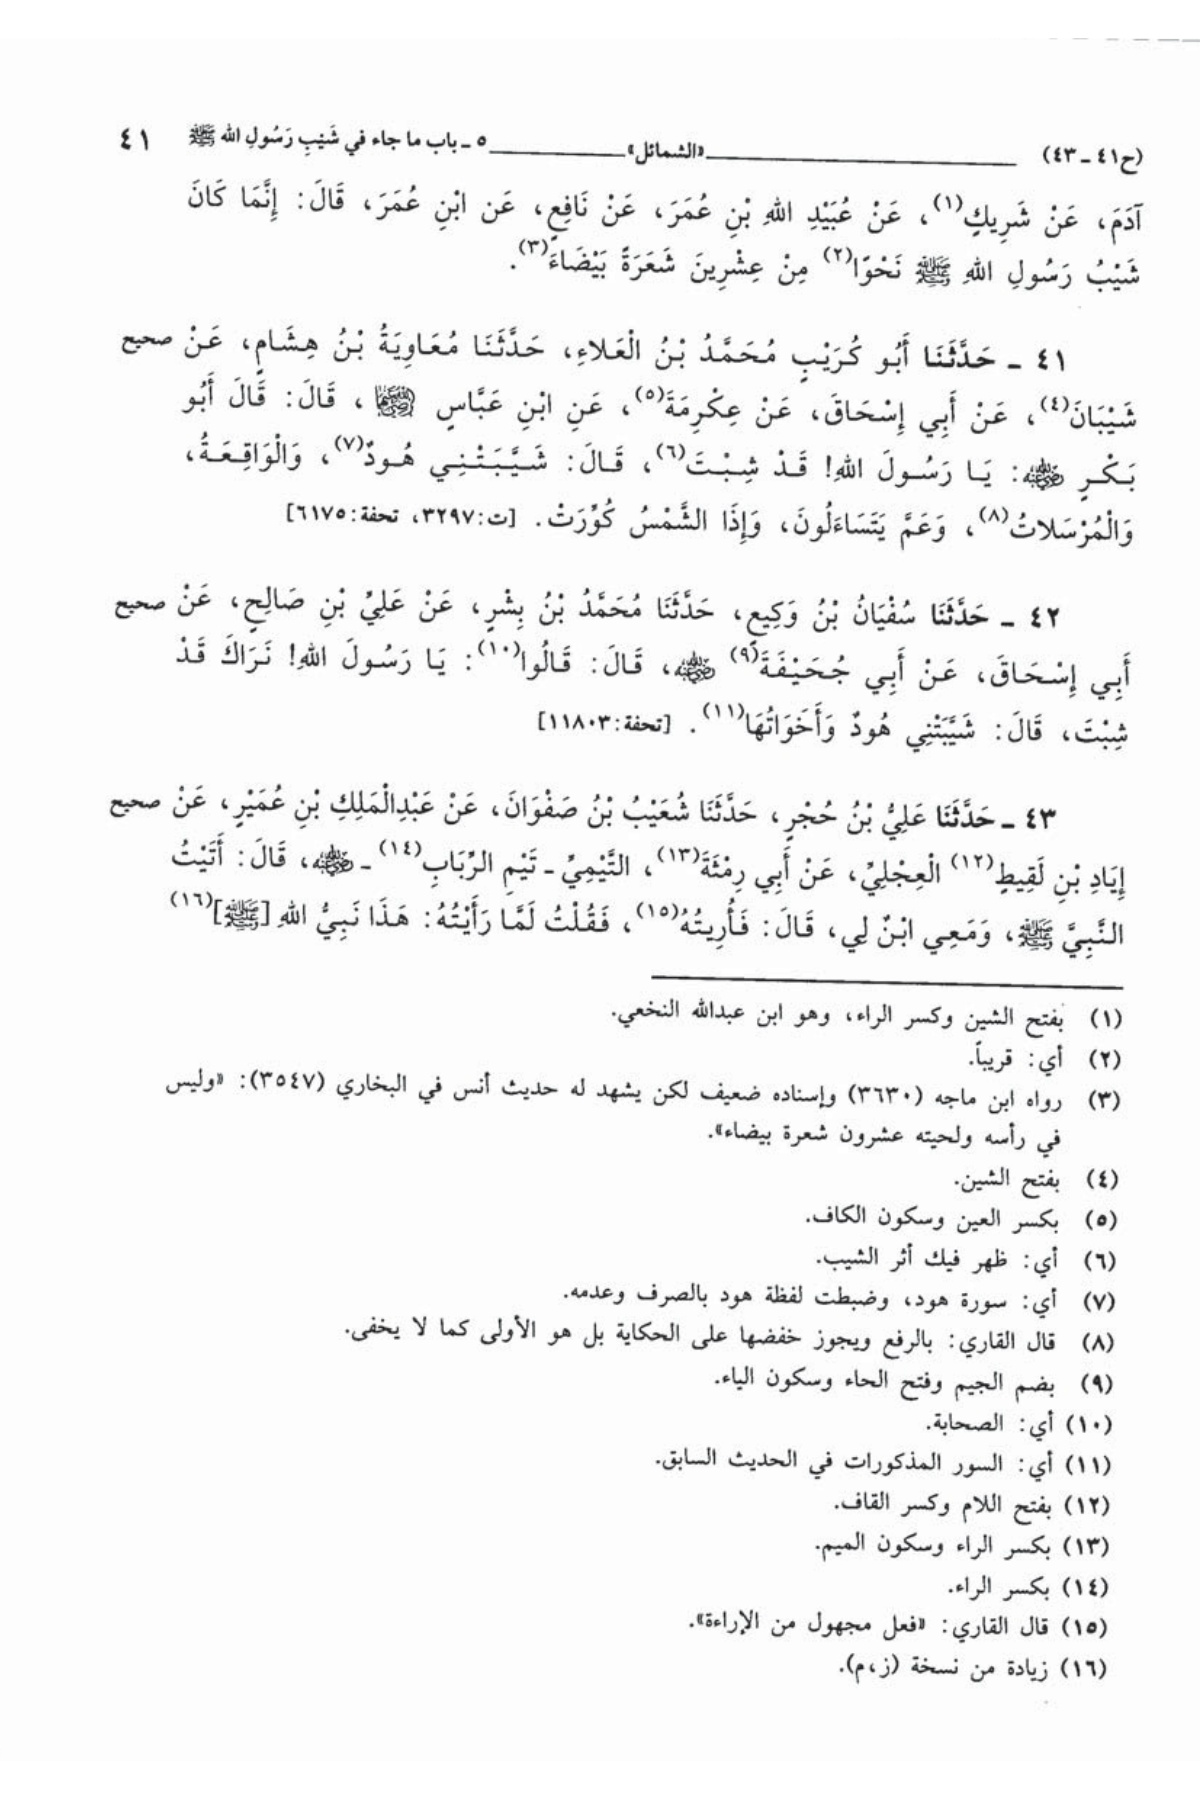 (ح٤١ ـ ٤٣) «الشمائل» ٥ ـ باب ما جاء في شَيْبِ رَسُولِ الله ﷺ ٤١
آدَمَ، عَنْ شَرِيكٍ(١)، عَنْ عُبَيْدِ اللهِ بْنِ عُمَرَ، عَنْ نَافِعٍ، عَن ابْنِ عُمَرَ، قَالَ: إِنَّمَا كَانَ
شَيْبُ رَسُولِ اللهِ ﷺ نَحْوًا(٢) مِنْ عِشْرِينَ شَعَرَةً بَيْضَاءَ(٣).
٤١ ـ حَدَّثَنَا أَبُو كُرَيْبٍ مُحَمَّدُ بْنُ الْعَلاءِ، حَدَّثَنَا مُعَاوِيَةُ بْنُ هِشَامٍ، عَنْ صحيح
شَيْبَانَ(٤)، عَنْ أَبِي إِسْحَاقَ، عَنْ عِكْرِمَةَ(٥)، عَنِ ابْنِ عَبَّاسٍ رضي الله عنهما، قَالَ: قَالَ أَبُو
بَكْرٍ رضي الله عنه: يَا رَسُولَ اللهِ! قَدْ شِبْتَ(٦)، قَالَ: شَيَّبَتْنِي هُودٌ(٧)، وَالْوَاقِعَةُ،
وَالْمُرْسَلاتُ(٨)، وَعَمَّ يَتَسَاءَلُونَ، وَإِذَا الشَّمْسُ كُوِّرَتْ. [ت:٣٢٩٧، تحفة:٦١٧٥]
٤٢ ـ حَدَّثَنَا سُفْيَانُ بْنُ وَكِيعٍ، حَدَّثَنَا مُحَمَّدُ بْنُ بِشْرٍ، عَنْ عَلِيِّ بْنِ صَالِحٍ، عَنْ صحيح
أَبِي إِسْحَاقَ، عَنْ أَبِي جُحَيْفَةَ(٩) رضي الله عنه، قَالَ: قَالُوا(١٠): يَا رَسُولَ اللهِ! نَرَاكَ قَدْ
شِبْتَ، قَالَ: شَيَّبَتْنِي هُودٌ وَأَخَوَاتُهَا(١١). [تحفة:١١٨٠٣]
٤٣ ـ حَدَّثَنَا عَلِيُّ بْنُ حُجْرٍ، حَدَّثَنَا شُعَيْبُ بْنُ صَفْوَانَ، عَنْ عَبْدِالْمَلِكِ بْنِ عُمَيْرٍ، عَنْ صحيح
إِيَادِ بْنِ لَقِيطٍ(١٢) الْعِجْلِيِّ، عَنْ أَبِي رِمْثَةَ(١٣)، التَّيْمِيِّ ـ تَيْمِ الرِّبَابِ(١٤) ـ رضي الله عنه، قَالَ: أَتَيْتُ
النَّبِيَّ ﷺ، وَمَعِي ابْنٌ لِي، قَالَ: فَأُرِيتُهُ(١٥)، فَقُلْتُ لَمَّا رَأَيْتُهُ: هَذَا نَبِيُّ اللهِ [ﷺ](١٦)
(١) بفتح الشين وكسر الراء، وهو ابن عبدالله النخعي.
(٢) أي: قريباً.
(٣) رواه ابن ماجه (٣٦٣٠) وإسناده ضعيف لكن يشهد له حديث أنس في البخاري (٣٥٤٧): «وليس
في رأسه ولحيته عشرون شعرة بيضاء».
(٤) بفتح الشين.
(٥) بكسر العين وسكون الكاف.
(٦) أي: ظهر فيك أثر الشيب.
(٧) أي: سورة هود، وضبطت لفظة هود بالصرف وعدمه.
(٨) قال القاري: بالرفع ويجوز خفضها على الحكاية بل هو الأولى كما لا يخفى.
(٩) بضم الجيم وفتح الحاء وسكون الياء.
(١٠) أي: الصحابة.
(١١) أي: السور المذكورات في الحديث السابق.
(١٢) بفتح اللام وكسر القاف.
(١٣) بكسر الراء وسكون الميم.
(١٤) بكسر الراء.
(١٥) قال القاري: «فعل مجهول من الإراءة».
(١٦) زيادة من نسخة (ز،م).